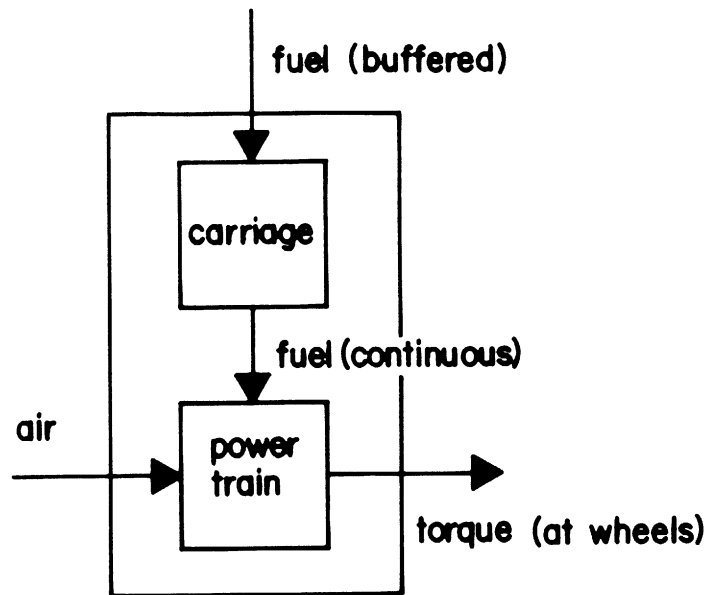 fuel (buffered)
carriage
fuel (continuous)
air
power
train
torque (at wheels)